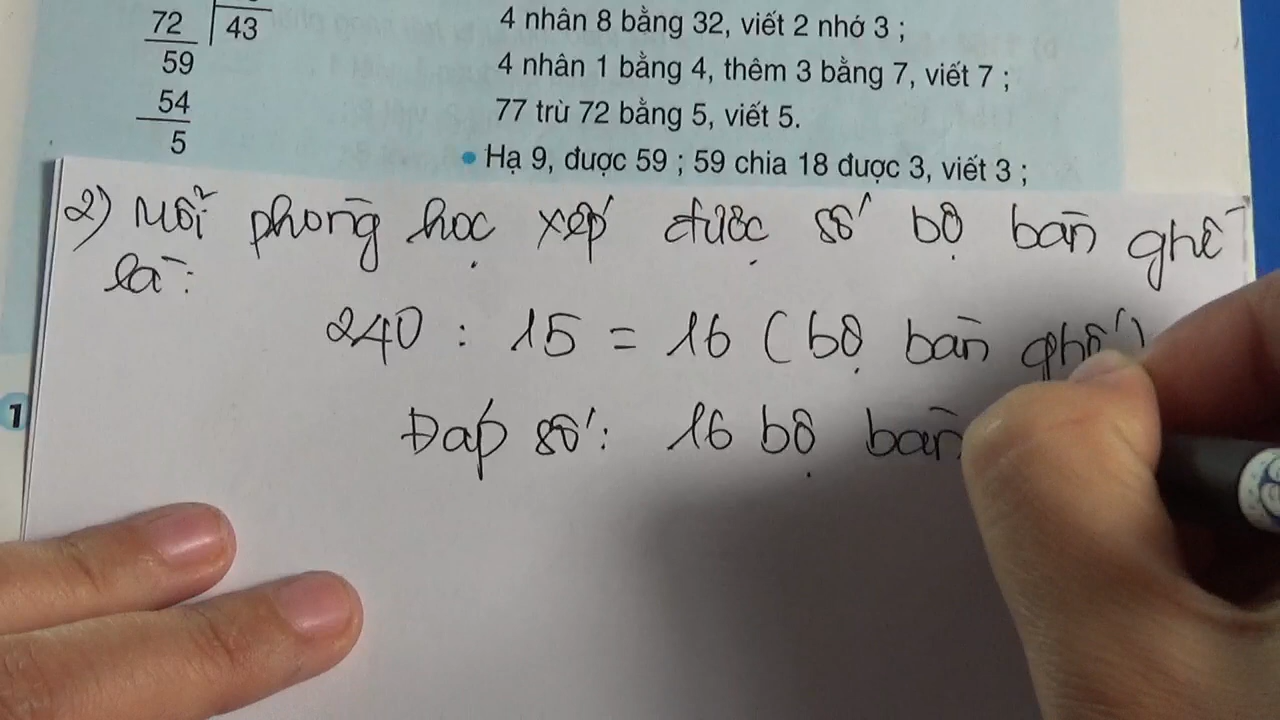 72 43
59
54
5
4 nhân 8 bằng 32, viết 2 nhớ 3 ;
4 nhân 1 bằng 4, thêm 3 bằng 7, viết 7 ;
77 trừ 72 bằng 5, viết 5.
• Hạ 9, được 59 ; 59 chia 18 được 3, viết 3 ;
1
2) Mỗi phòng học xếp được số bộ bàn ghế
là:
240 : 15 = 16 (bộ bàn ghế)
Đáp số: 16 bộ bàn